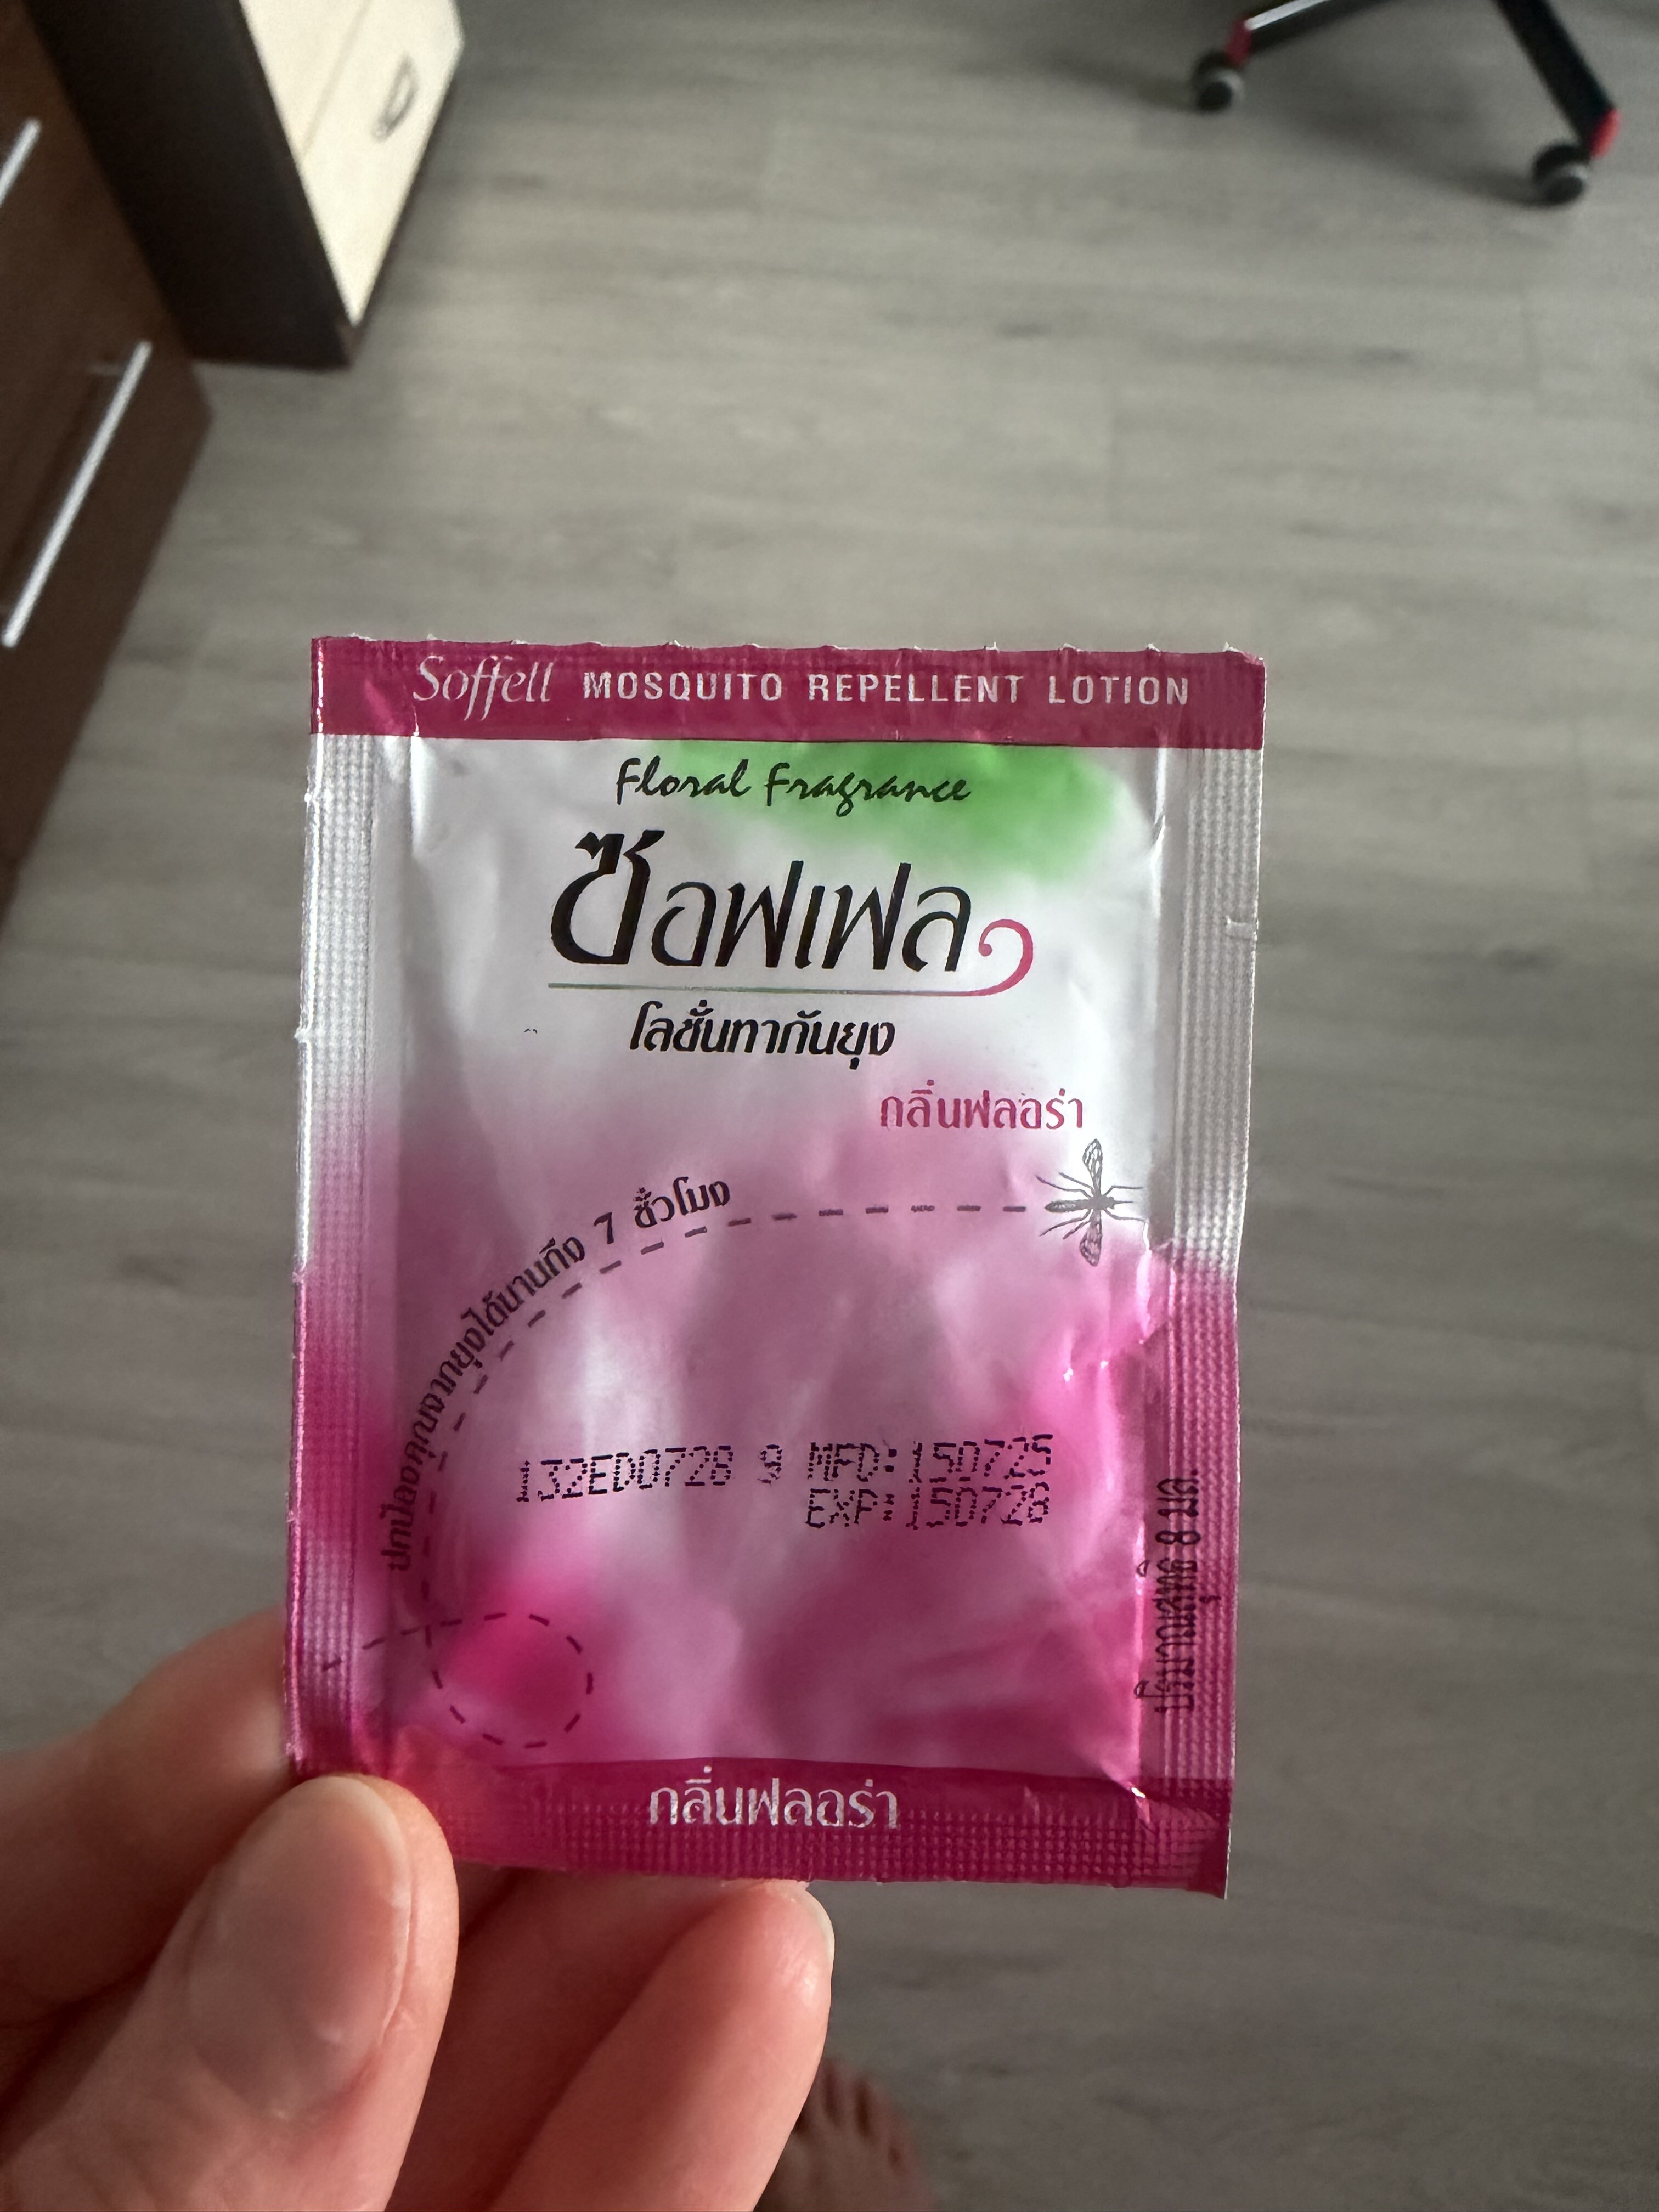 Soffell MOSQUITO REPELLENT LOTION
Floral Fragrance
ซอฟเฟล
โลชั่นทากันยุง
กลิ่นฟลอร่า
ปกป้องคุณจากยุงได้นานถึง 7 ชั่วโมง
132ED0728 9 MFD:150725
EXP:150728
ปริมาณสุทธิ 8 มล.
กลิ่นฟลอร่า